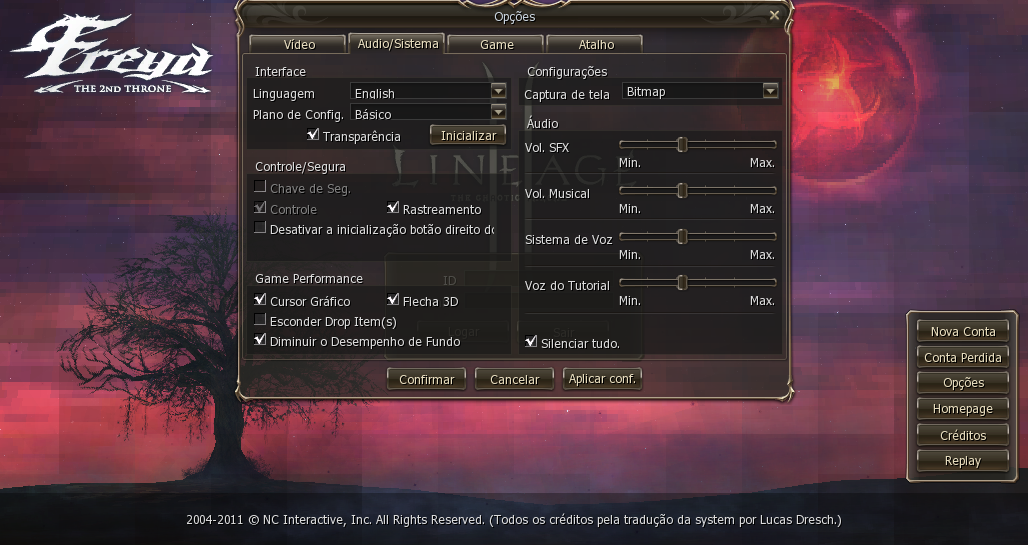 Freya
THE 2ND THRONE
Opções
Vídeo
Audio/Sistema
Game
Atalho
Interface
Linguagem
English
Plano de Config.
Básico
Transparência
Inicializar
Controle/Segura
Chave de Seg.
Controle
Rastreamento
Desativar a inicialização botão direito do
Game Performance
Cursor Gráfico
Flecha 3D
Esconder Drop Item(s)
Diminuir o Desempenho de Fundo
Configurações
Captura de tela
Bitmap
Áudio
Vol. SFX
Min.
Max.
Vol. Musical
Min.
Max.
Sistema de Voz
Min.
Max.
Voz do Tutorial
Min.
Max.
Silenciar tudo.
LINEAGE
ID
Logar
Sair
Confirmar
Cancelar
Aplicar conf.
Nova Conta
Conta Perdida
Opções
Homepage
Créditos
Replay
2004-2011 © NC Interactive, Inc. All Rights Reserved. (Todos os créditos pela tradução da system por Lucas Dresch.)